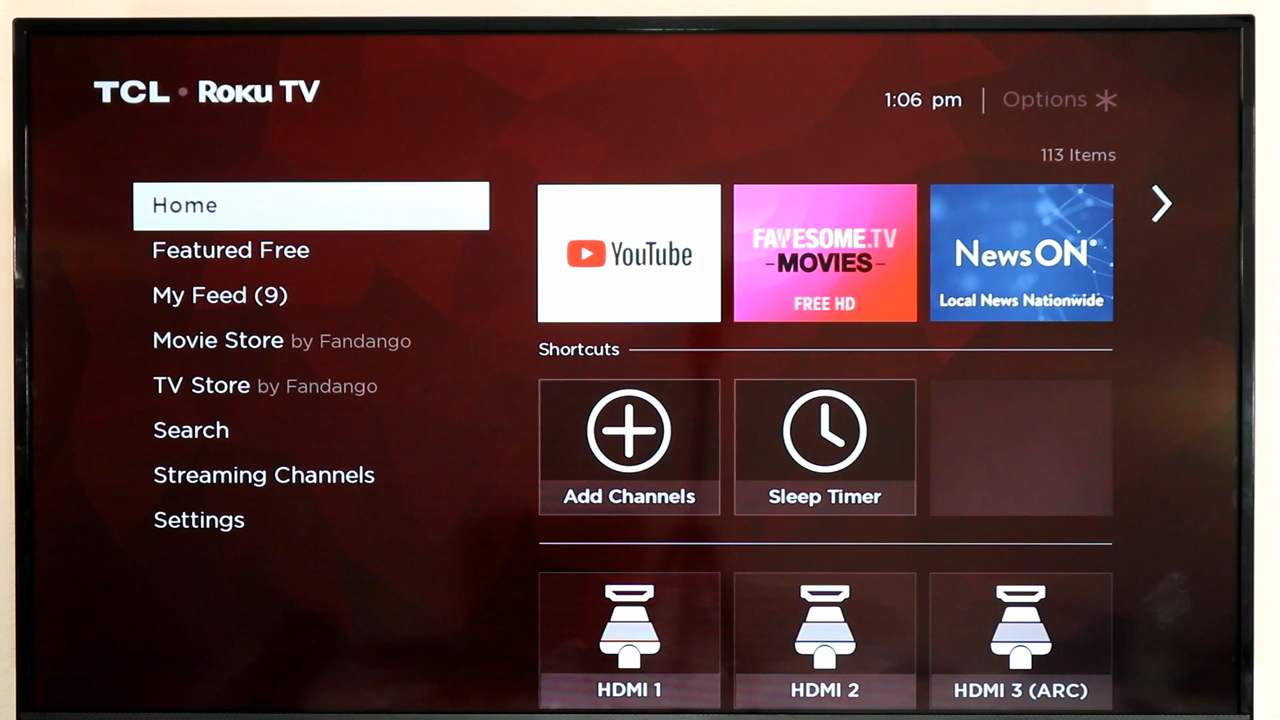 TCL • Roku TV
1:06 pm | Options *
113 Items
Home
Featured Free
My Feed (9)
Movie Store by Fandango
TV Store by Fandango
Search
Streaming Channels
Settings
YouTube
FAWESOME.TV
-MOVIES-
FREE HD
NewsON
Local News Nationwide
Shortcuts
Add Channels
Sleep Timer
HDMI 1
HDMI 2
HDMI 3 (ARC)